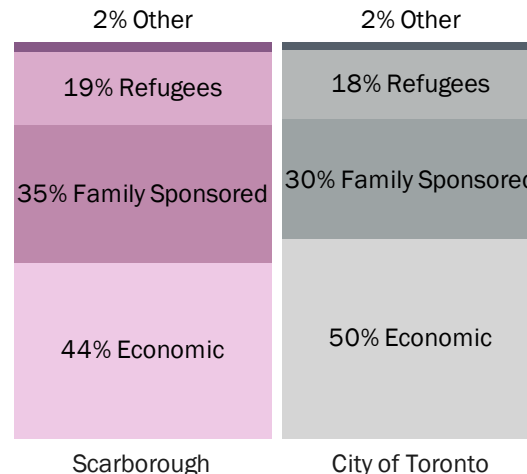 2% Other
19% Refugees
35% Family Sponsored
44% Economic
Scarborough
2% Other
18% Refugees
30% Family Sponsored
50% Economic
City of Toronto